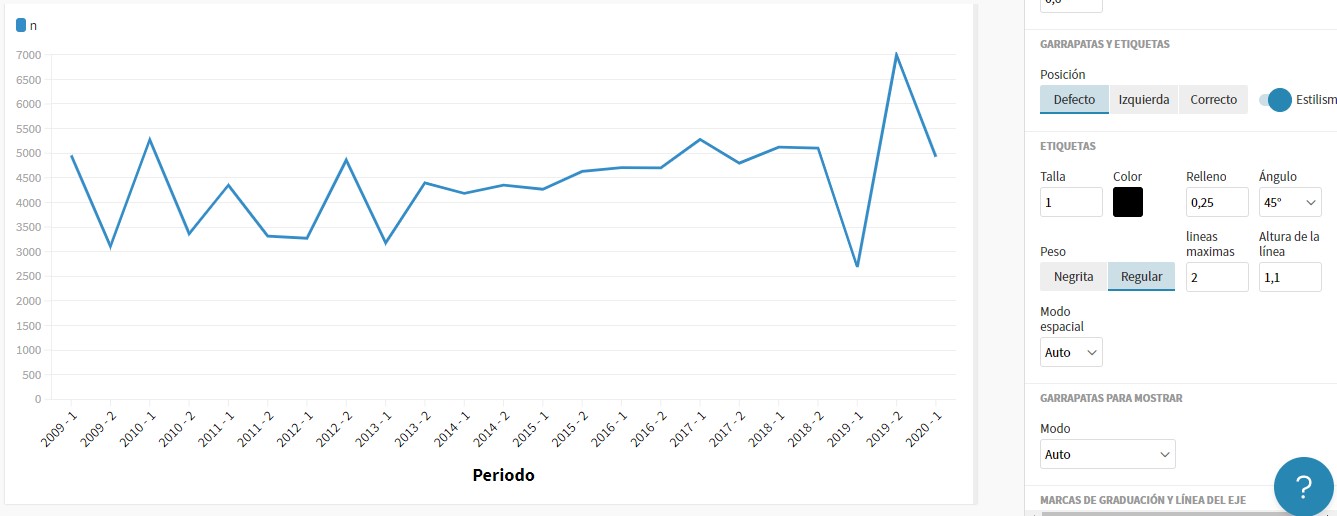 n
7000
6500
6000
5500
5000
4500
4000
3500
3000
2500
2000
1500
1000
500
0
2009 - 1
2009 - 2
2010 - 1
2010 - 2
2011 - 1
2011 - 2
2012 - 1
2012 - 2
2013 - 1
2013 - 2
2014 - 1
2014 - 2
2015 - 1
2015 - 2
2016 - 1
2016 - 2
2017 - 1
2017 - 2
2018 - 1
2018 - 2
2019 - 1
2019 - 2
2020 - 1
Periodo
GARRAPATAS Y ETIQUETAS
Posición
Defecto Izquierda Correcto Estilism
ETIQUETAS
Talla Color Relleno Ángulo
1 0,25 45°
Peso
lineas
maximas
Altura de la
línea
Negrita Regular 2 1,1
Modo
espacial
Auto
GARRAPATAS PARA MOSTRAR
Modo
Auto
?
MARCAS DE GRADUACIÓN Y LÍNEA DEL EJE